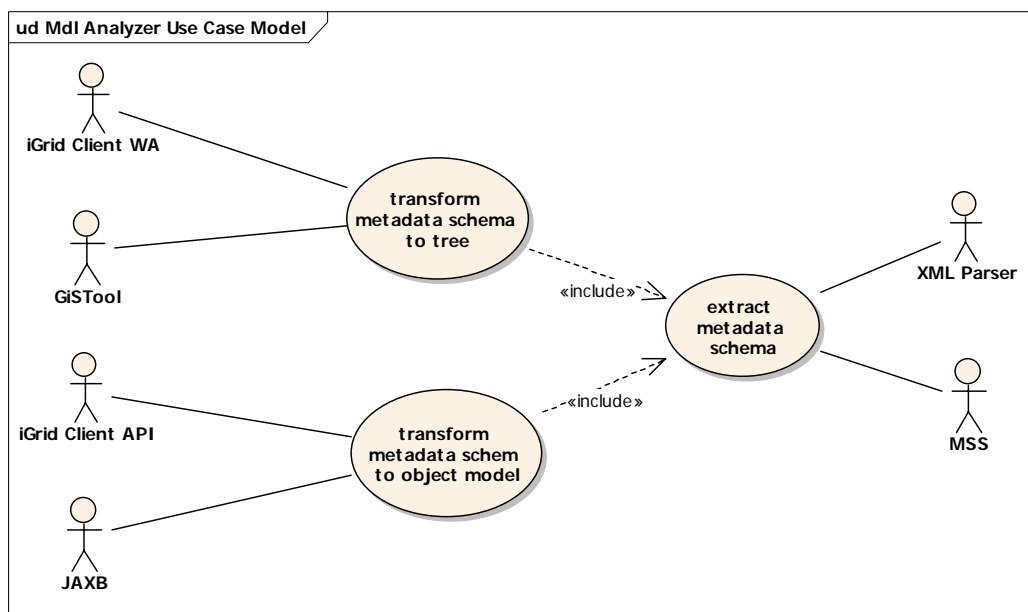 ud Mdl Analyzer Use Case Model
iGrid Client WA
GiSTool
transform
metadata schema
to tree
«include»
XML Parser
extract
metadata
schema
MSS
iGrid Client API
«include»
transform
metadata schem
to object model
JAXB